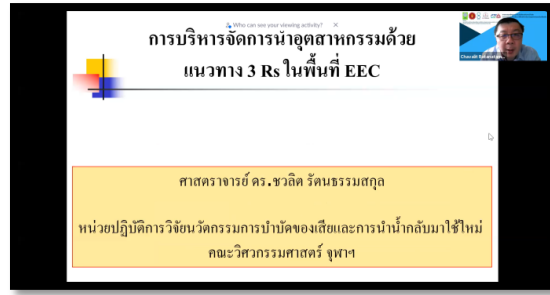 Who can see your viewing activity?
การบริหารจัดการน้ำอุตสาหกรรมด้วย
แนวทาง 3 Rs ในพื้นที่ EEC
ศาสตราจารย์ ดร.ชวลิต รัตนธรรมสกุล
หน่วยปฏิบัติการวิจัยนวัตกรรมการบำบัดของเสียและการนำน้ำกลับมาใช้ใหม่
คณะวิศวกรรมศาสตร์ จุฬาฯ